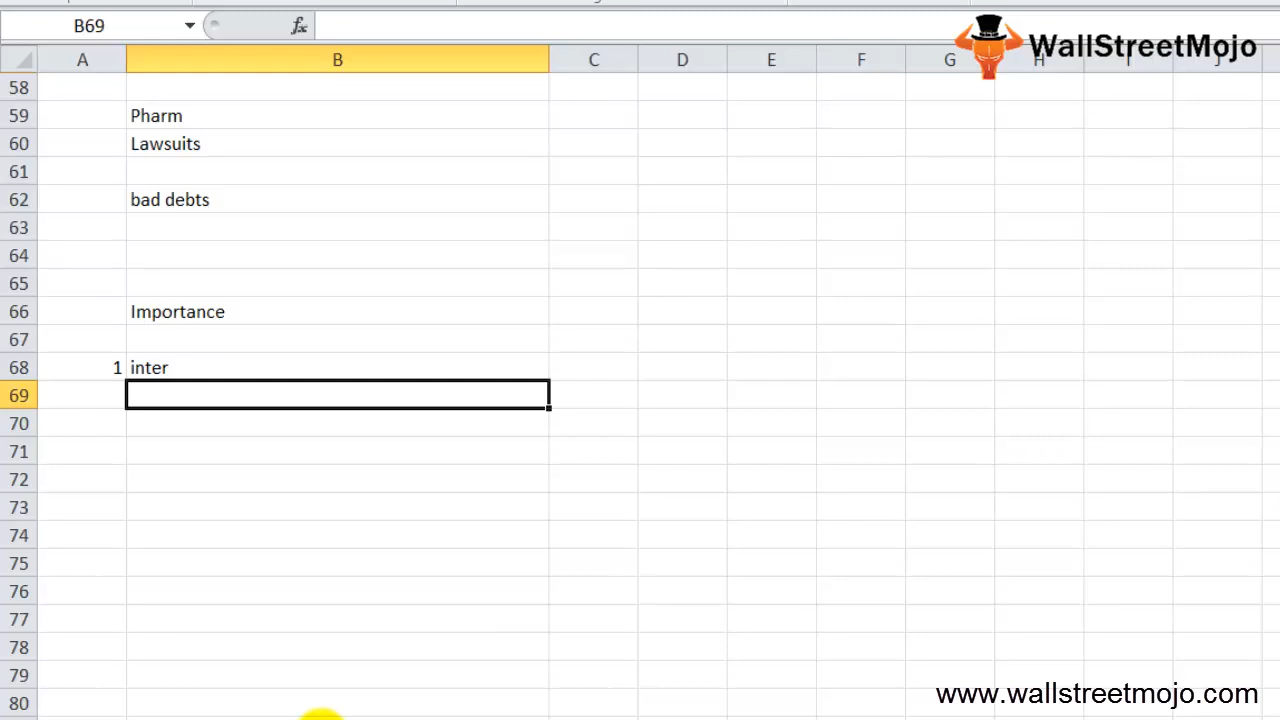 B69
fx
WallStreetMojo
A B C D E F G H I J
58
59 Pharm
60 Lawsuits
61
62 bad debts
63
64
65
66 Importance
67
68 1 inter
69
70
71
72
73
74
75
76
77
78
79
80
www.wallstreetmojo.com